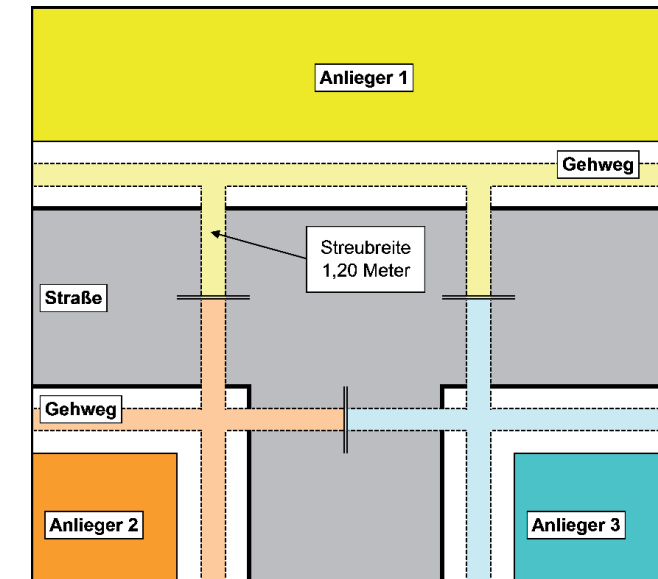 Anlieger 1
Gehweg
Streubreite
1,20 Meter
Straße
Gehweg
Anlieger 2
Anlieger 3